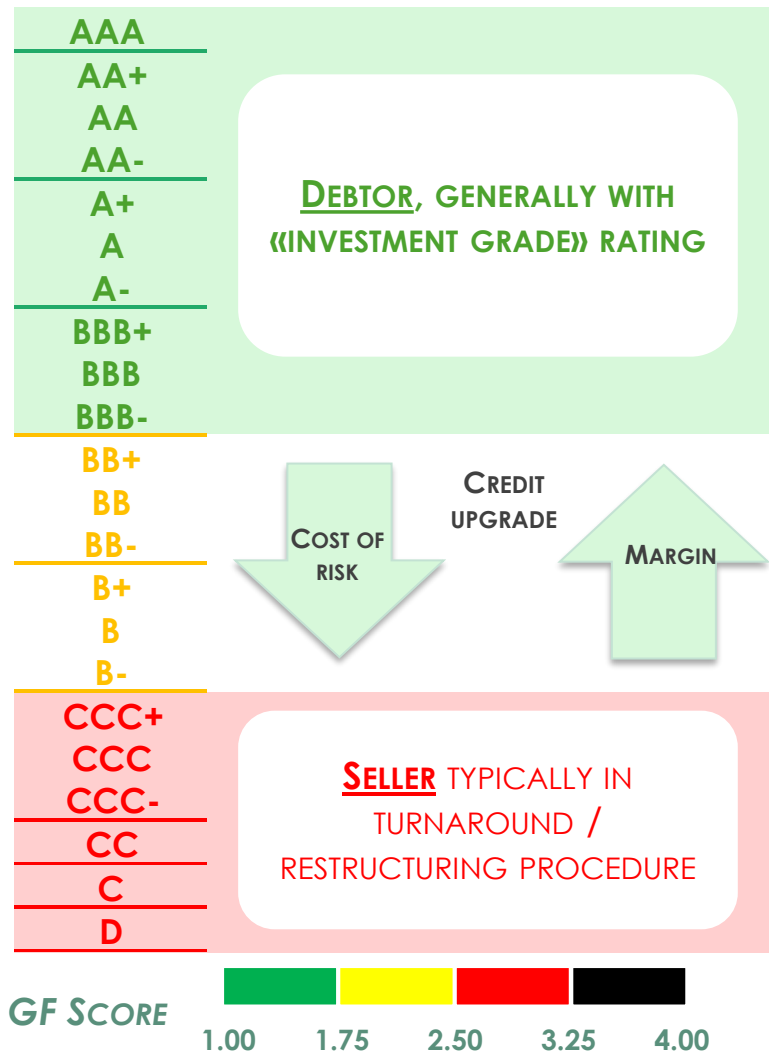 AAA
AA+
AA
AA-
A+
A
A-
BBB+
BBB
BBB-
DEBTOR, GENERALLY WITH
«INVESTMENT GRADE» RATING
BB+
BB
BB-
B+
B
B-
COST OF
RISK
CREDIT
UPGRADE
MARGIN
CCC+
CCC
CCC-
CC
C
D
SELLER TYPICALLY IN
TURNAROUND /
RESTRUCTURING PROCEDURE
GF SCORE
1.00 1.75 2.50 3.25 4.00